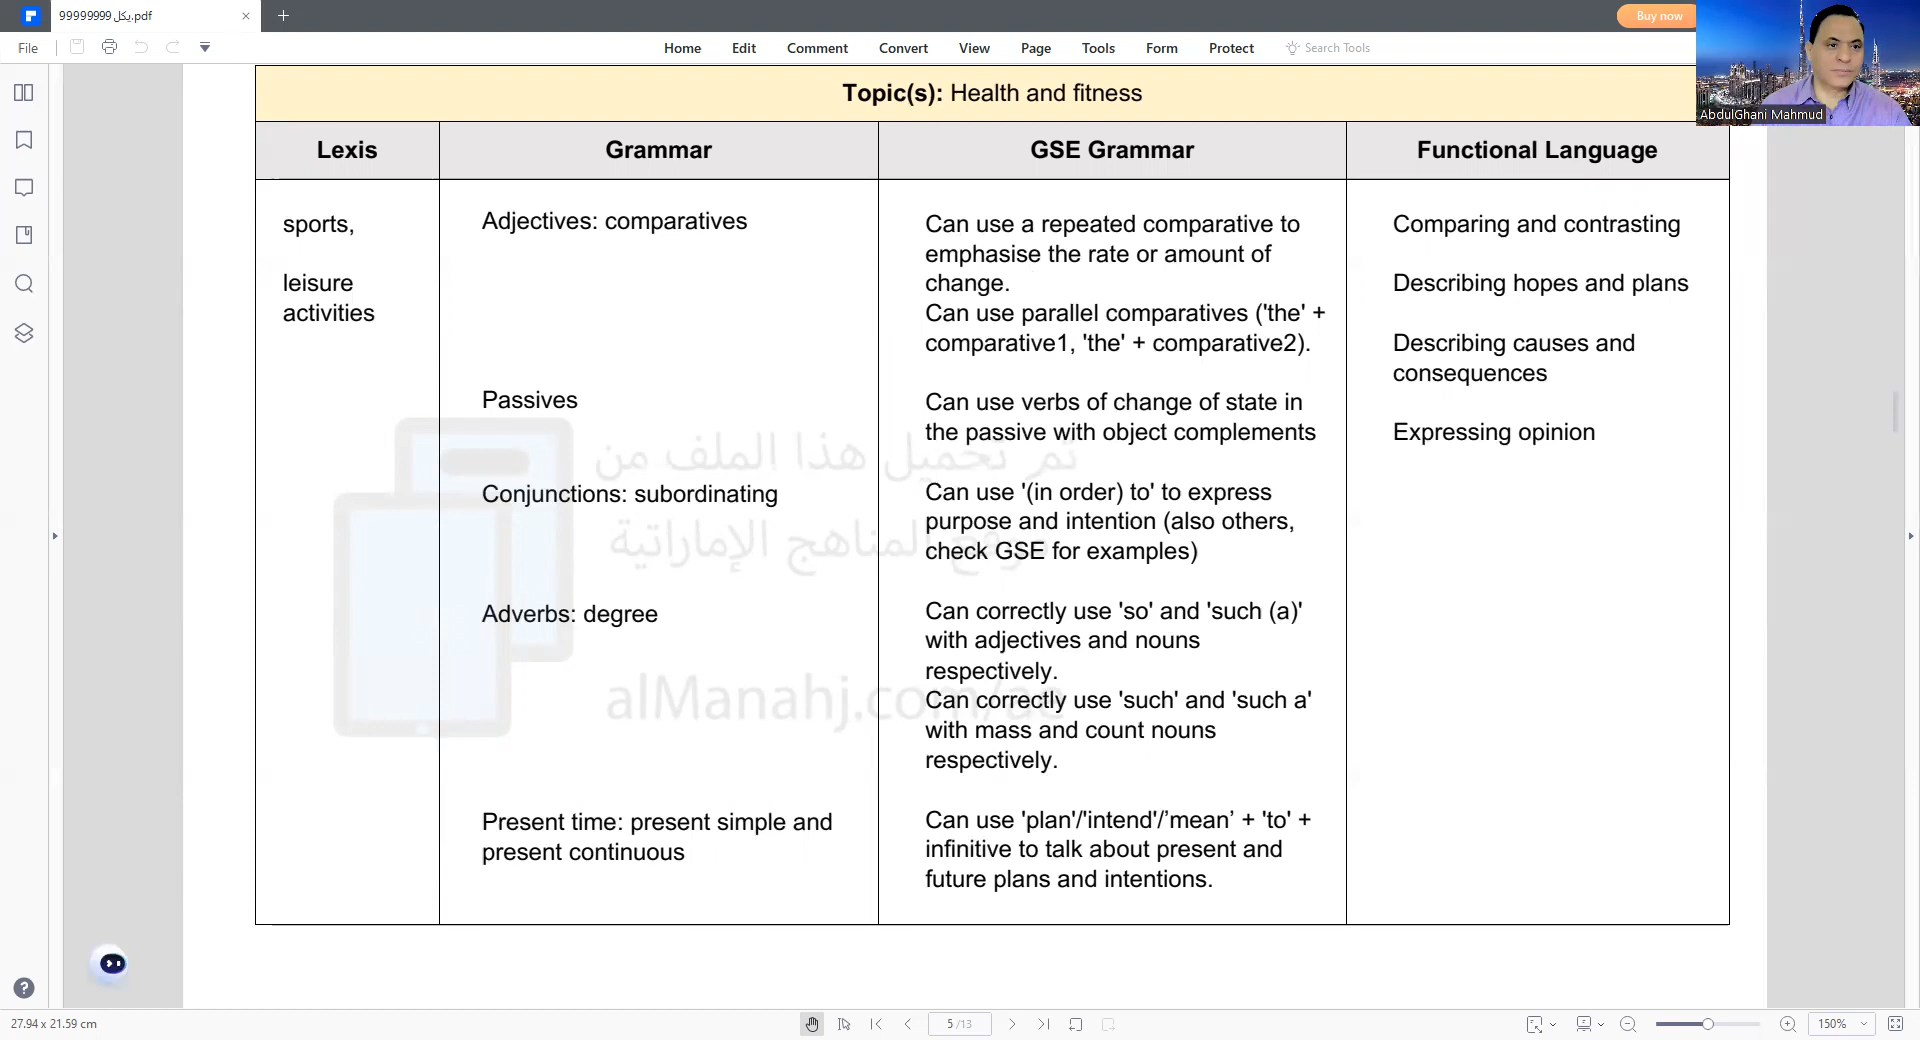 99999999يكل.pdf
Buy now
File
Home Edit Comment Convert View Page Tools Form Protect Search Tools
AbdulGhani Mahmud
Topic(s): Health and fitness
Lexis Grammar GSE Grammar Functional Language
sports,
leisure
activities
Adjectives: comparatives
Can use a repeated comparative to
emphasise the rate or amount of
change.
Can use parallel comparatives ('the' +
comparative1, 'the' + comparative2).
Passives
Can use verbs of change of state in
the passive with object complements
Conjunctions: subordinating
Can use '(in order) to' to express
purpose and intention (also others,
check GSE for examples)
Adverbs: degree
Can correctly use 'so' and 'such (a)'
with adjectives and nouns
respectively.
Can correctly use 'such' and 'such a'
with mass and count nouns
respectively.
Present time: present simple and
present continuous
Can use 'plan'/'intend'/’mean’ + 'to' +
infinitive to talk about present and
future plans and intentions.
Comparing and contrasting
Describing hopes and plans
Describing causes and
consequences
Expressing opinion
تم تحميل هذا الملف من
موقع المناهج الإماراتية
alManahj.com/ae
27.94 x 21.59 cm
5 /13
150%